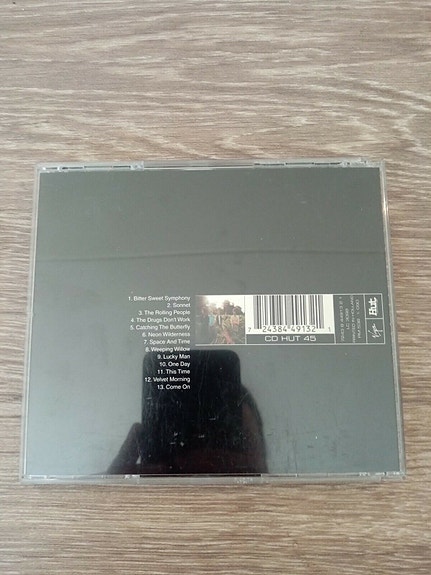 1. Bitter Sweet Symphony
2. Sonnet
3. The Rolling People
4. The Drugs Don't Work
5. Catching The Butterfly
6. Neon Wilderness
7. Space And Time
8. Weeping Willow
9. Lucky Man
10. One Day
11. This Time
12. Velvet Morning
13. Come On
7 24384 49132 1
CD HUT 45
Hut
Virgin